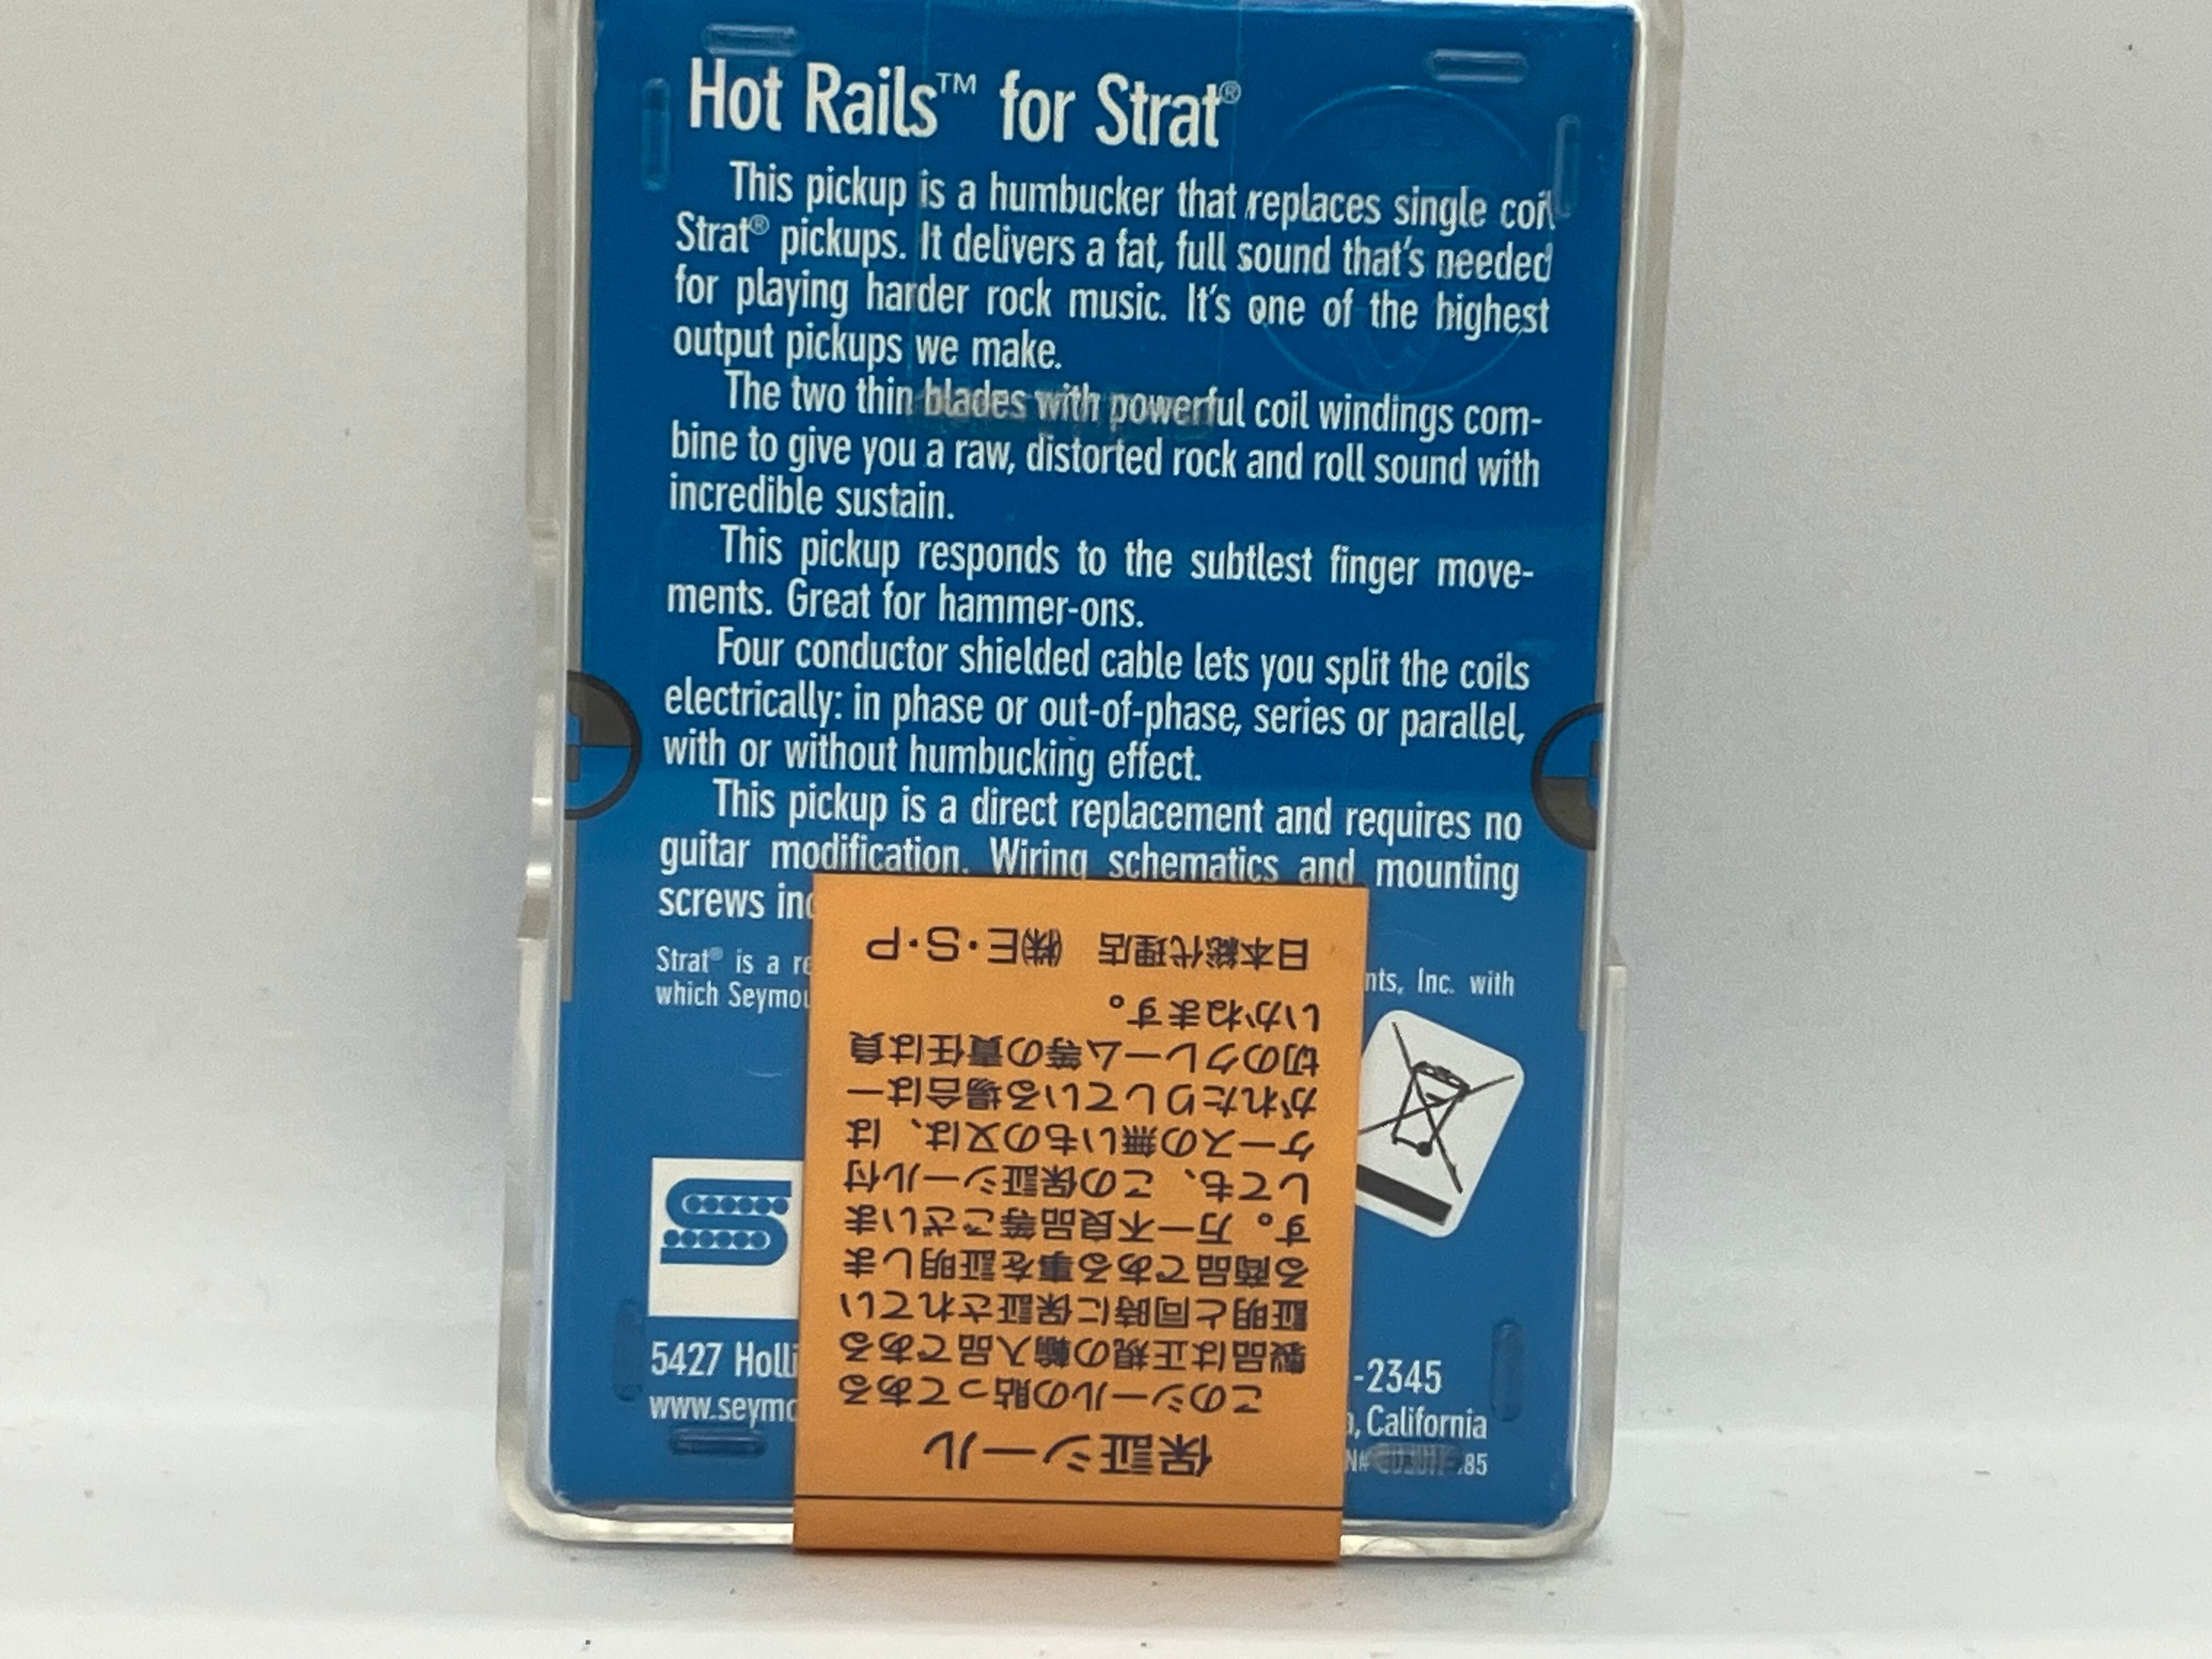 Hot Rails™ for Strat®
This pickup is a humbucker that replaces single coil
Strat® pickups. It delivers a fat, full sound that's needed
for playing harder rock music. It's one of the highest
output pickups we make.
The two thin blades with powerful coil windings com-
bine to give you a raw, distorted rock and roll sound with
incredible sustain.
This pickup responds to the subtlest finger move-
ments. Great for hammer-ons.
Four conductor shielded cable lets you split the coils
electrically: in phase or out-of-phase, series or parallel,
with or without humbucking effect.
This pickup is a direct replacement and requires no
guitar modification. Wiring schematics and mounting
screws
Strat® is a Inc. with
which
5427
-2345
California
85
保証シール
このシールの貼ってある
製品は正規の輸入品である
証明と同時に保証されてい
る商品である事を証明しま
す。万一不良品等ございま
しても、この保証シール付
ケースの無いもの又は、は
がれたりしている場合は一
切のクレーム等の責任は負
いかねます。
日本総代理店 ㈱E・S・P